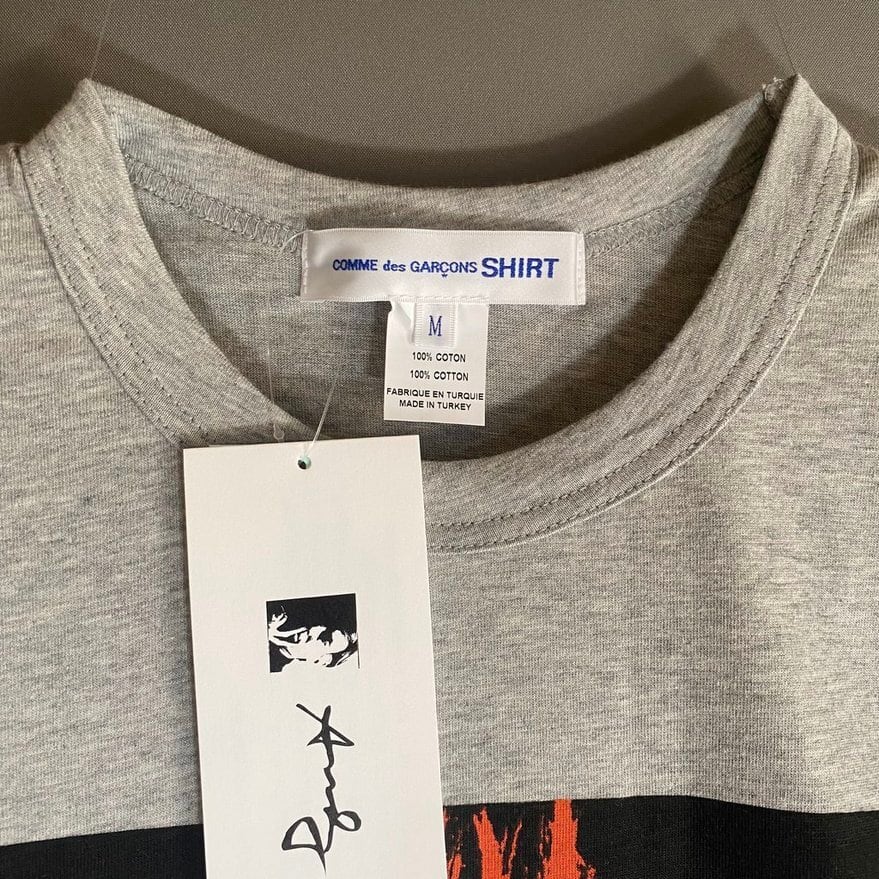 COMME des GARÇONS SHIRT
M
100% COTON
100% COTTON
FABRIQUE EN TURQUIE
MADE IN TURKEY